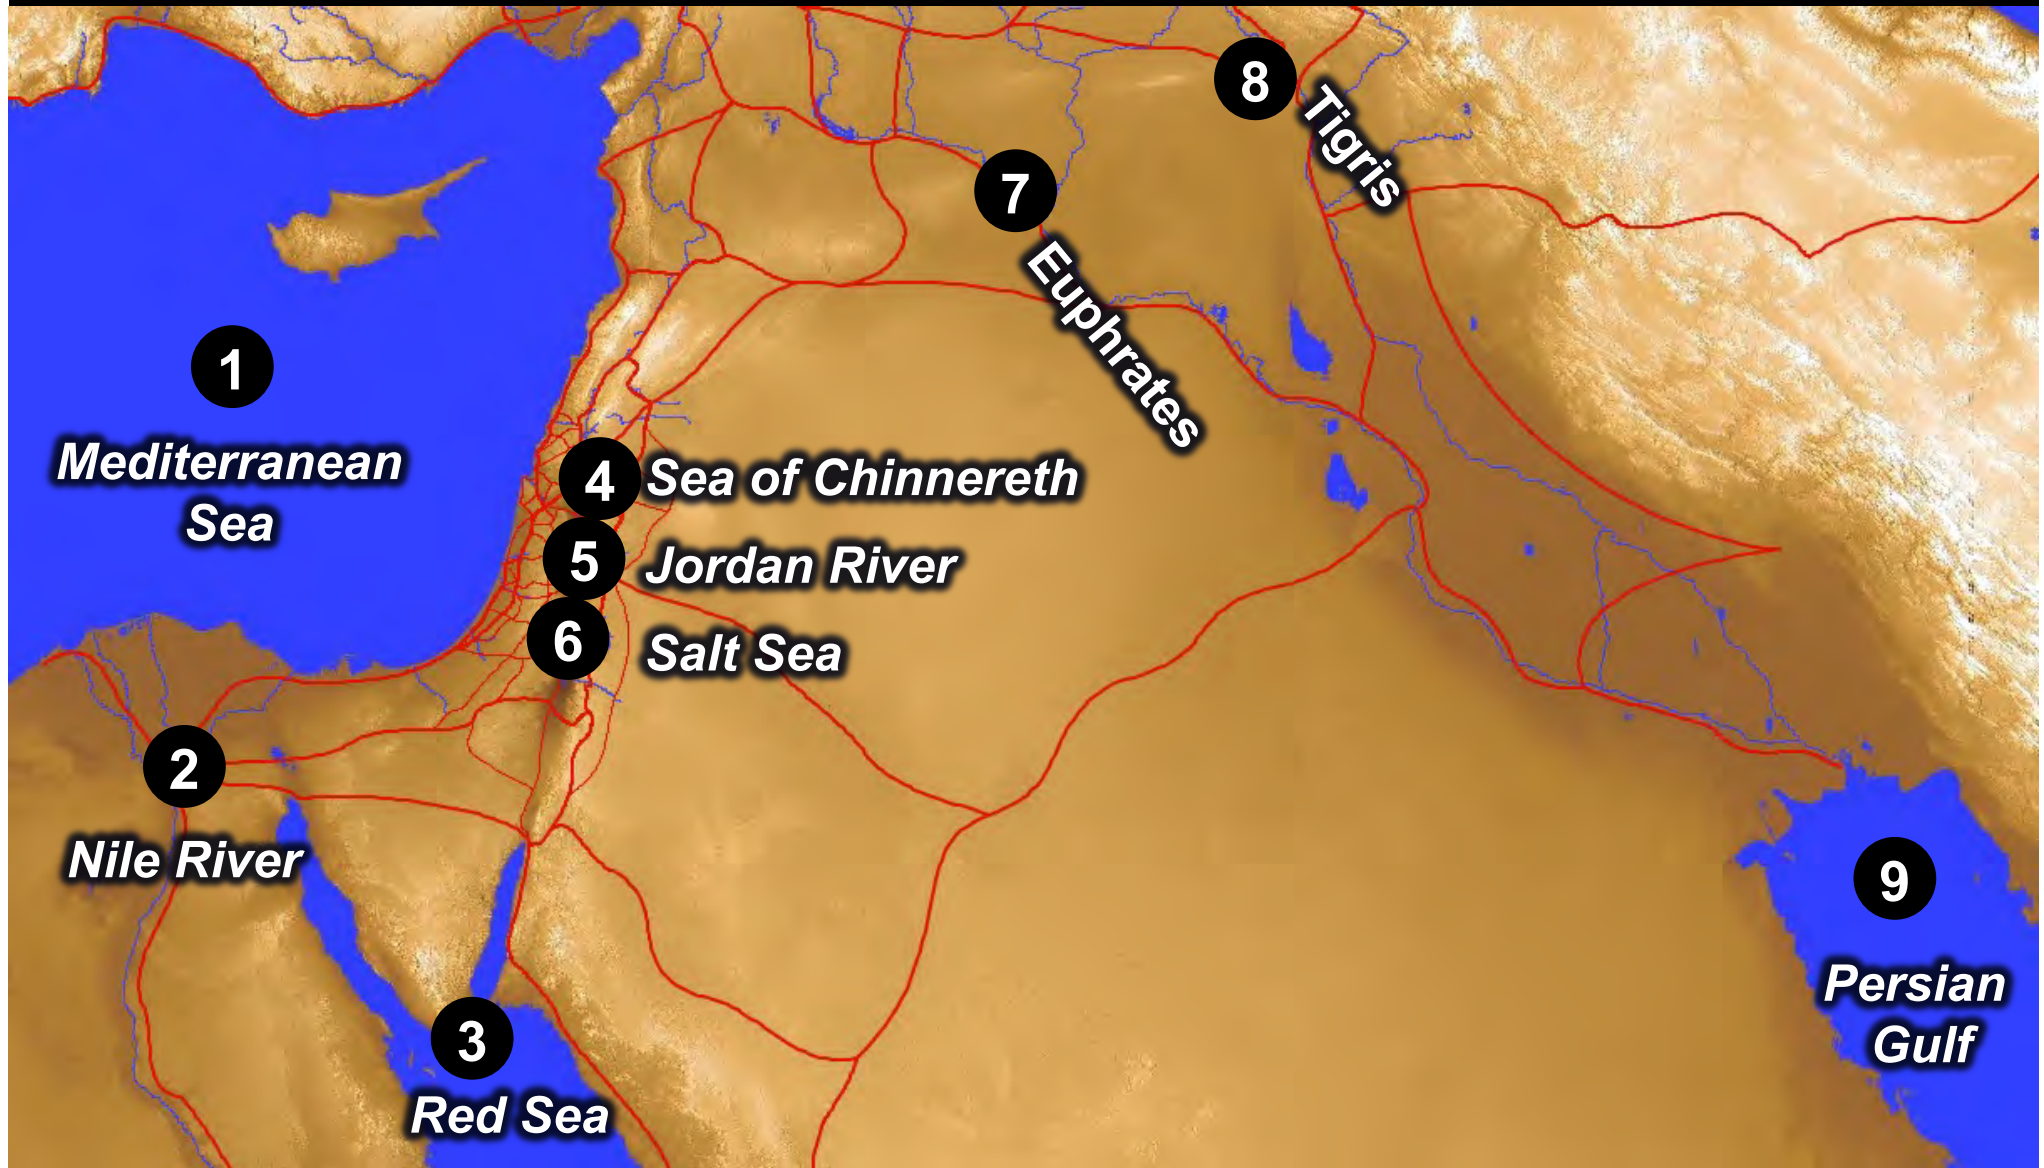 1
Mediterranean
Sea
2
Nile River
3
Red Sea
4
Sea of Chinnereth
5
Jordan River
6
Salt Sea
7
Euphrates
8
Tigris
9
Persian
Gulf